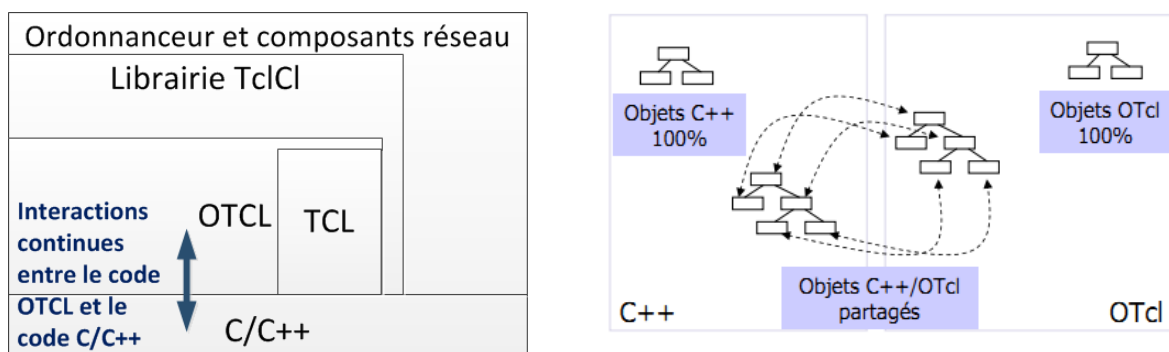 Ordonnanceur et composants réseau
Librairie TclCl
Interactions
continues
entre le code
OTCL et le
code C/C++
OTCL
TCL
C/C++
Objets C++
100%
Objets OTcl
100%
Objets C++/OTcl
partagés
C++
OTcl